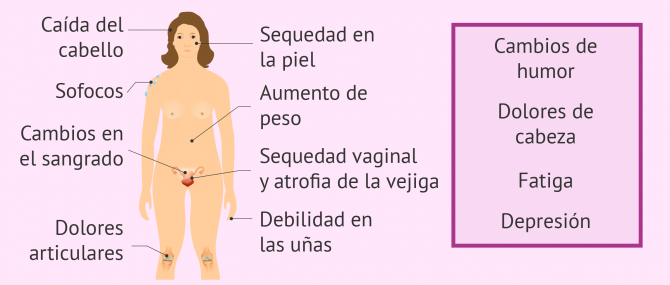 Caída del
cabello
Sofocos
Cambios en
el sangrado
Dolores
articulares
Sequedad en
la piel
Aumento de
peso
Sequedad vaginal
y atrofia de la vejiga
Debilidad en
las uñas
Cambios de
humor
Dolores de
cabeza
Fatiga
Depresión